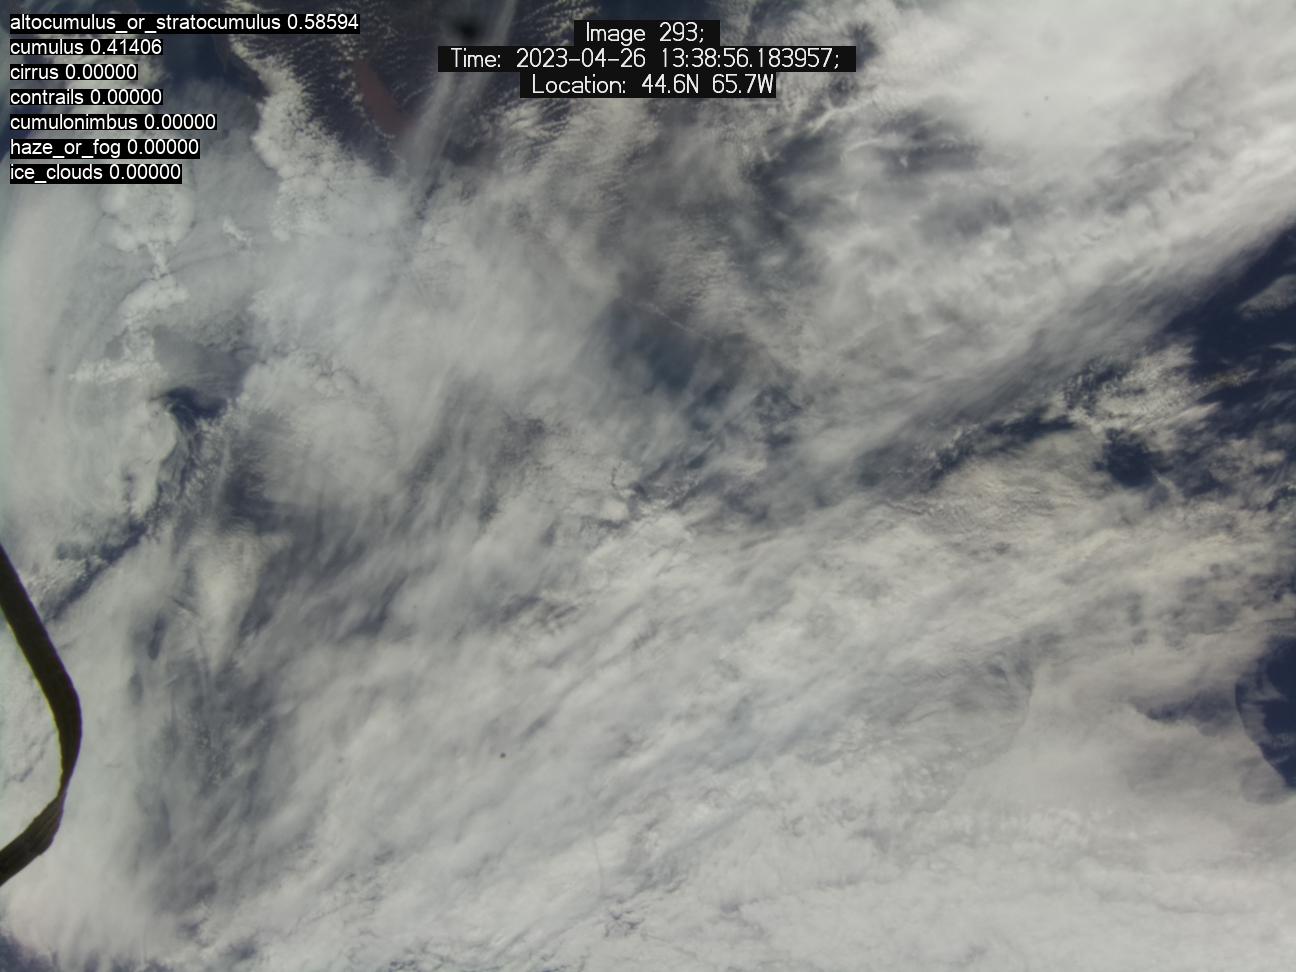 altocumulus_or_stratocumulus 0.58594
cumulus 0.41406
cirrus 0.00000
contrails 0.00000
cumulonimbus 0.00000
haze_or_fog 0.00000
ice_clouds 0.00000
Image 293;
Time: 2023-04-26 13:38:56.183957;
Location: 44.6N 65.7W